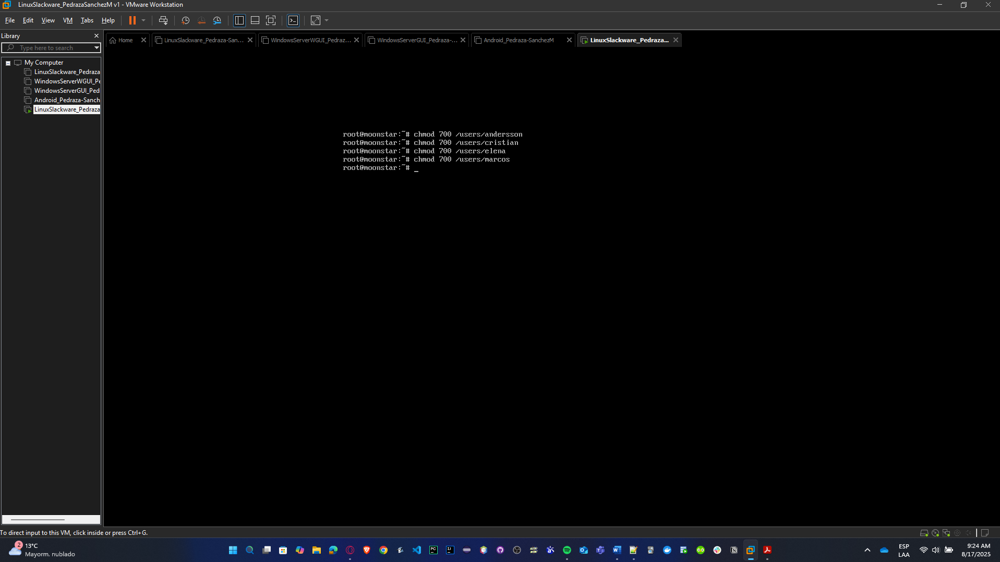 LinuxSlackware_PedrazaSanchezM v1 - VMware Workstation
File Edit View VM Tabs Help
Library
Type here to search
Home
LinuxSlackware_Pedraza-San...
WindowsServerWGUI_Pedraz...
WindowsServerGUI_Pedraza-...
Android_Pedraza-SanchezM
LinuxSlackware_Pedraza...
My Computer
LinuxSlackware_Pedraza
WindowsServerWGUI_Pe
WindowsServerGUI_Ped
Android_Pedraza-Sanch
LinuxSlackware_Pedraza
root@moonstar:~# chmod 700 /users/andersson
root@moonstar:~# chmod 700 /users/cristian
root@moonstar:~# chmod 700 /users/elena
root@moonstar:~# chmod 700 /users/marcos
root@moonstar:~# _
To direct input to this VM, click inside or press Ctrl+G.
2
13°C
Mayorm. nublado
PC
IJ
ESP
LAA
9:24 AM
8/17/2025